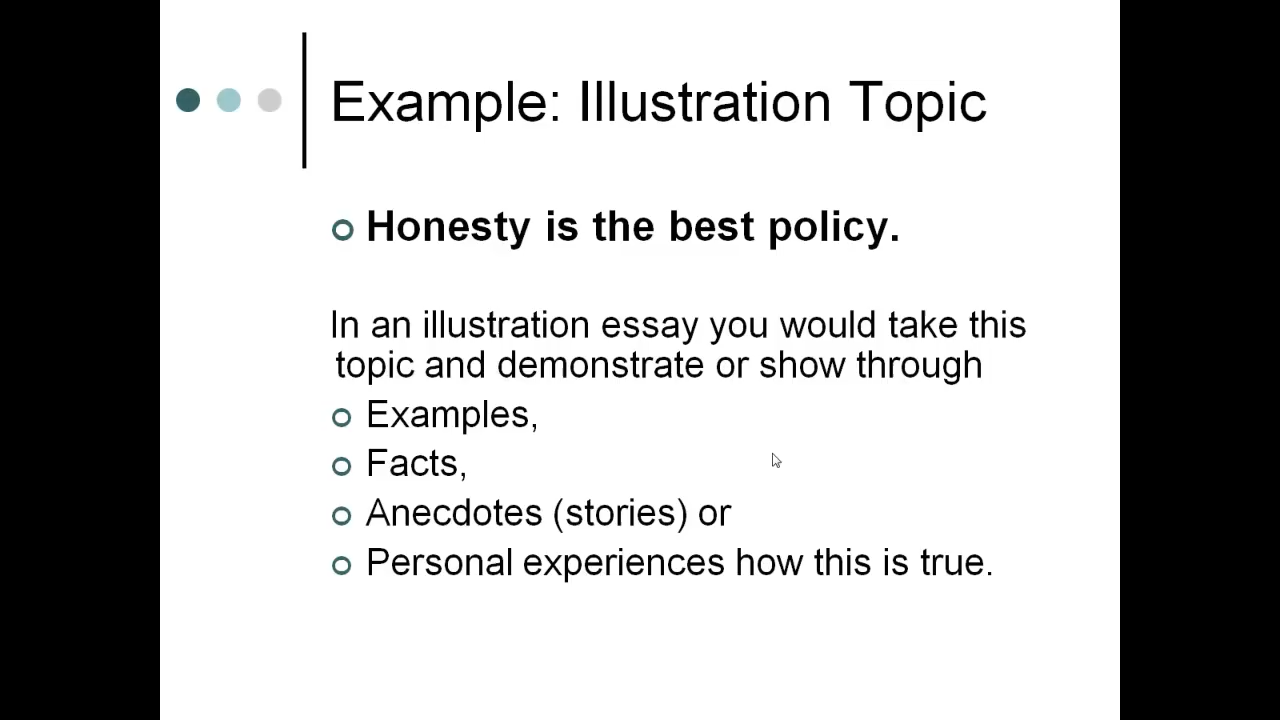 Example: Illustration Topic
Honesty is the best policy.
In an illustration essay you would take this
topic and demonstrate or show through
Examples,
Facts,
Anecdotes (stories) or
Personal experiences how this is true.